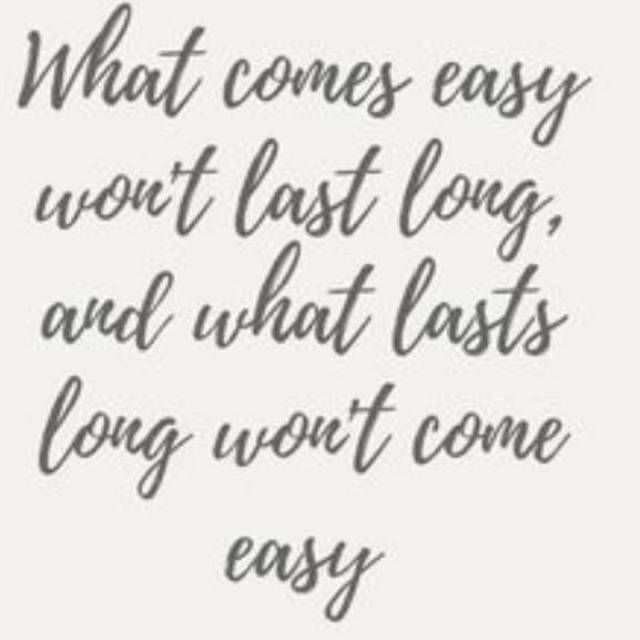 What comes easy
won't last long,
and what lasts
long won't come
easy